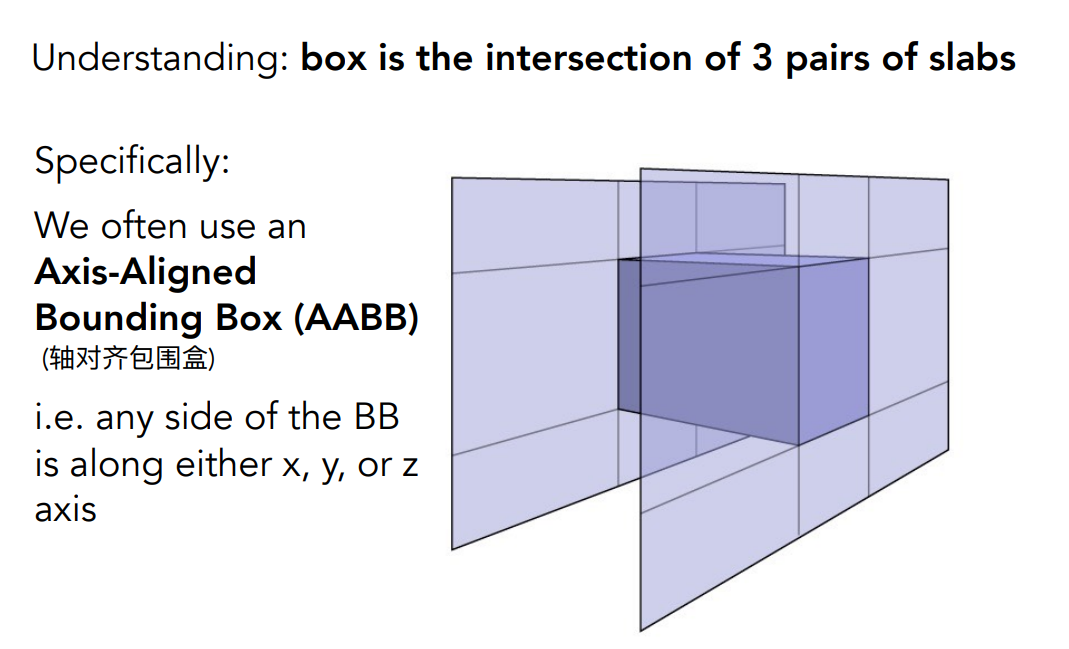 Understanding: box is the intersection of 3 pairs of slabs
Specifically:
We often use an
Axis-Aligned
Bounding Box (AABB)
(轴对齐包围盒)
i.e. any side of the BB
is along either x, y, or z
axis